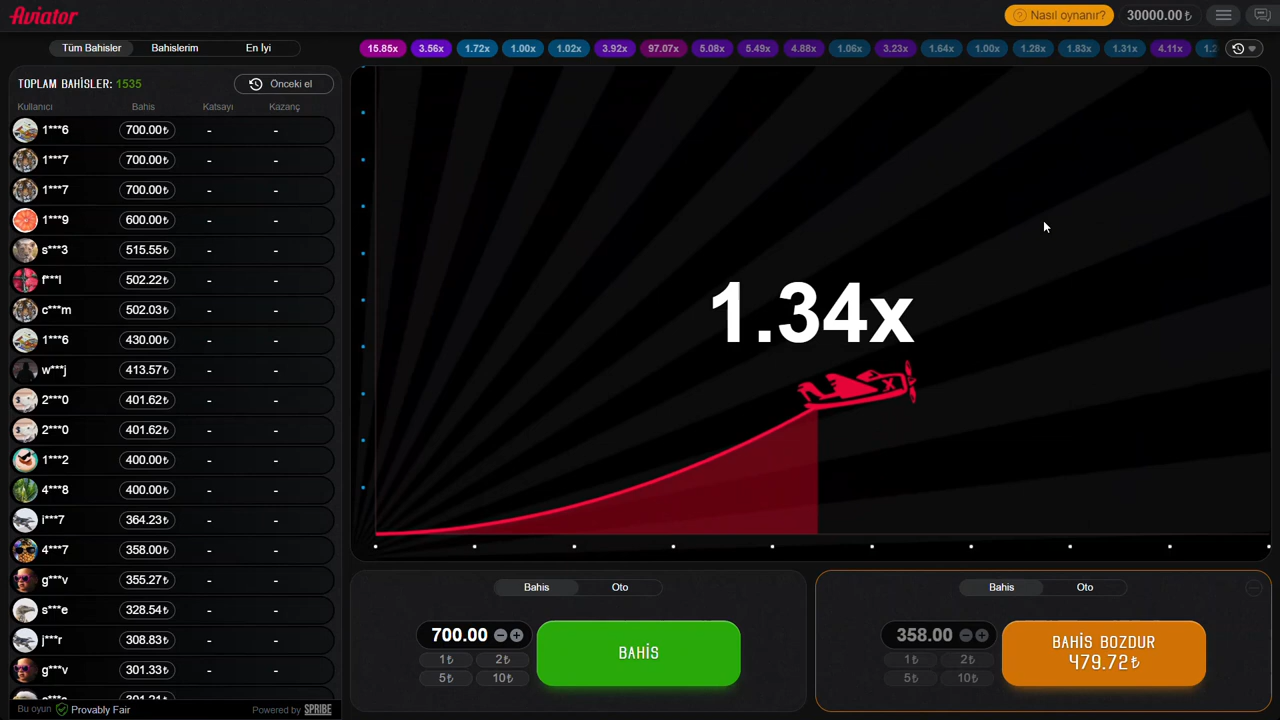 Aviator
Nasıl oynanır?
30000.00₺
Tüm Bahisler
Bahislerim
En İyi
15.85x 3.56x 1.72x 1.00x 1.02x 3.92x 97.07x 5.08x 5.49x 4.88x 1.06x 3.23x 1.64x 1.00x 1.28x 1.83x 1.31x 4.11x
TOPLAM BAHİSLER: 1535
Önceki el
Kullanıcı Bahis Katsayı Kazanç
1***6 700.00₺ - -
1***7 700.00₺ - -
1***7 700.00₺ - -
1***9 600.00₺ - -
s***3 515.55₺ - -
f***l 502.22₺ - -
c***m 502.03₺ - -
1***6 430.00₺ - -
w***j 413.57₺ - -
2***0 401.62₺ - -
2***0 401.62₺ - -
1***2 400.00₺ - -
4***8 400.00₺ - -
i***7 364.23₺ - -
4***7 358.00₺ - -
g***v 355.27₺ - -
s***e 328.54₺ - -
j***r 308.83₺ - -
g***v 301.33₺ - -
Bu oyun Provably Fair
Powered by SPRIBE
1.34x
X
Bahis Oto
700.00
1₺ 2₺
5₺ 10₺
BAHİS
Bahis Oto
358.00
1₺ 2₺
5₺ 10₺
BAHİS BOZDUR
479.72₺